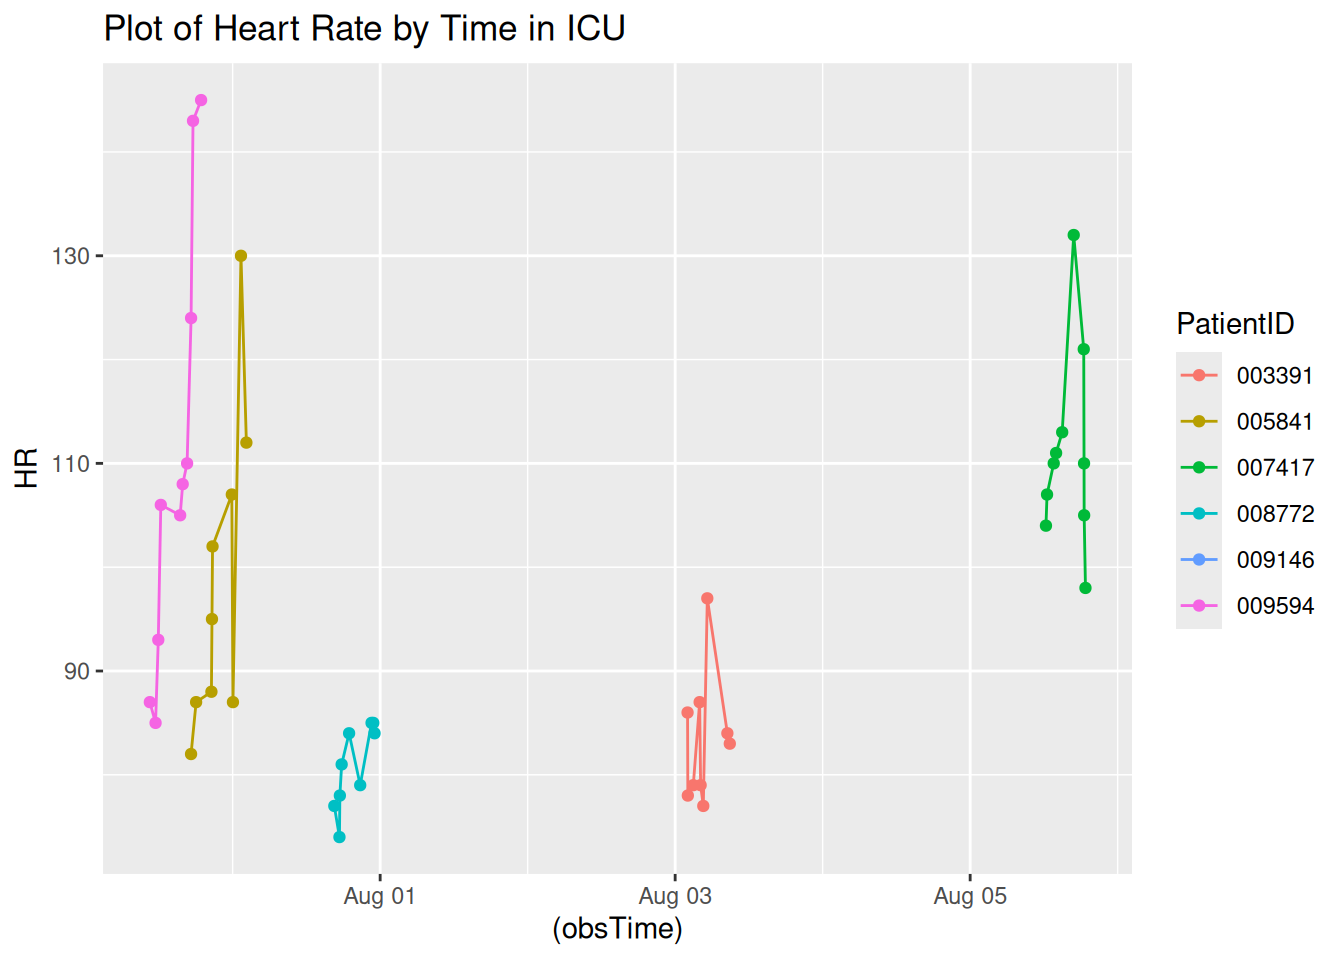 Plot of Heart Rate by Time in ICU
HR
130
110
90
Aug 01
Aug 03
Aug 05
(obsTime)
PatientID
003391
005841
007417
008772
009146
009594